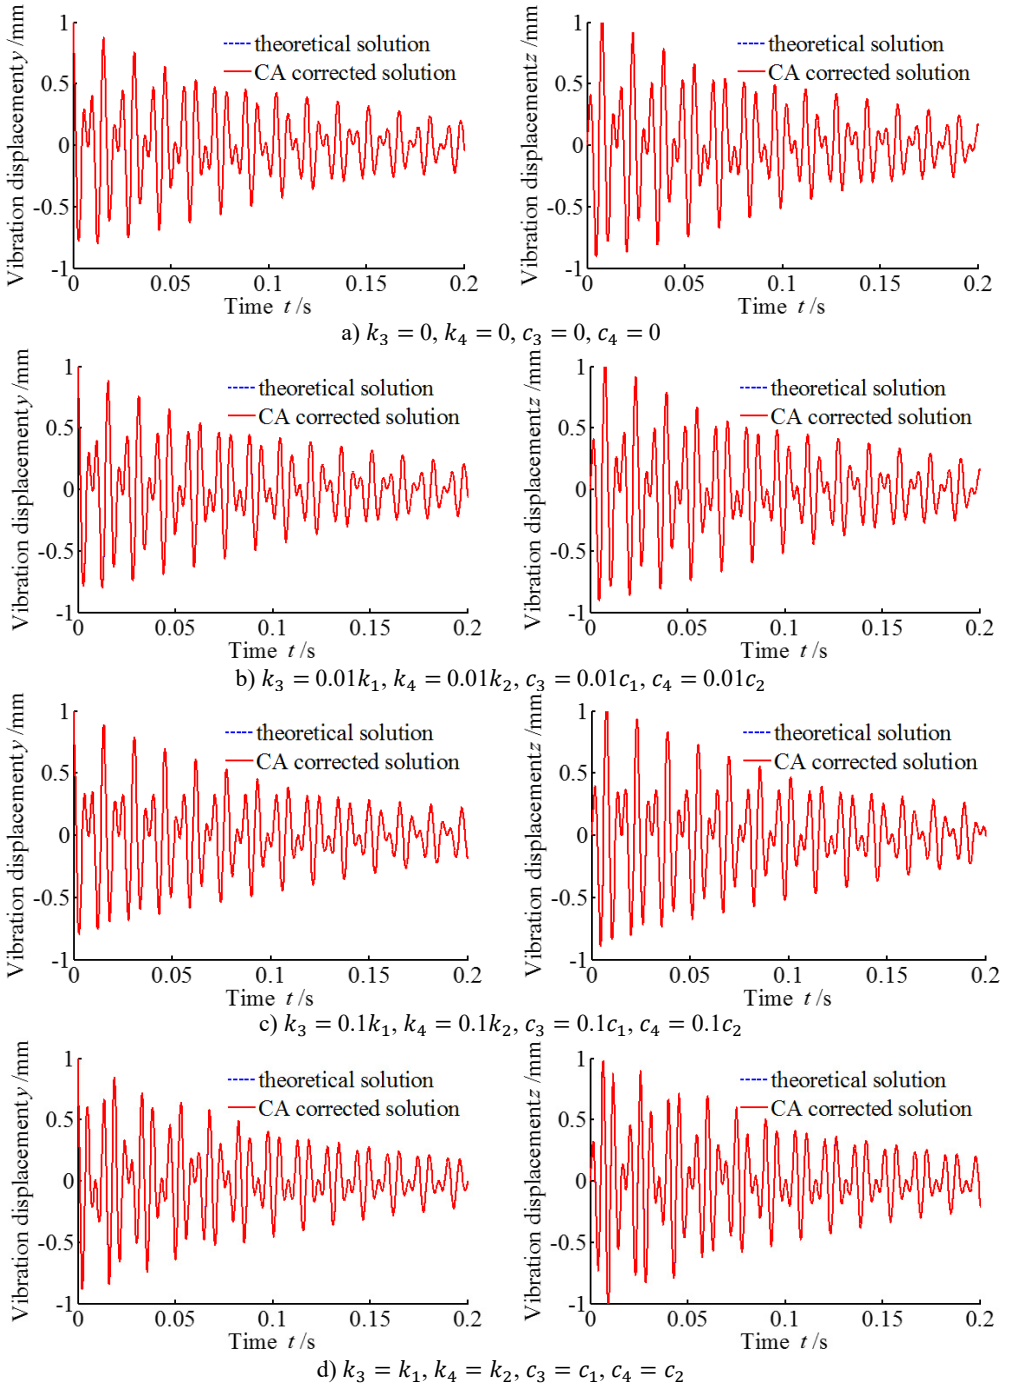 Vibration displacement y /mm
1
0.5
0
-0.5
-1
theoretical solution
CA corrected solution
0 0.05 0.1 0.15 0.2
Time t /s
Vibration displacement z /mm
1
0.5
0
-0.5
-1
theoretical solution
CA corrected solution
0 0.05 0.1 0.15 0.2
Time t /s
a) k₃ = 0, k₄ = 0, c₃ = 0, c₄ = 0
Vibration displacement y /mm
1
0.5
0
-0.5
-1
theoretical solution
CA corrected solution
0 0.05 0.1 0.15 0.2
Time t /s
Vibration displacement z /mm
1
0.5
0
-0.5
-1
theoretical solution
CA corrected solution
0 0.05 0.1 0.15 0.2
Time t /s
b) k₃ = 0.01k₁, k₄ = 0.01k₂, c₃ = 0.01c₁, c₄ = 0.01c₂
Vibration displacement y /mm
1
0.5
0
-0.5
-1
theoretical solution
CA corrected solution
0 0.05 0.1 0.15 0.2
Time t /s
Vibration displacement z /mm
1
0.5
0
-0.5
-1
theoretical solution
CA corrected solution
0 0.05 0.1 0.15 0.2
Time t /s
c) k₃ = 0.1k₁, k₄ = 0.1k₂, c₃ = 0.1c₁, c₄ = 0.1c₂
Vibration displacement y /mm
1
0.5
0
-0.5
-1
theoretical solution
CA corrected solution
0 0.05 0.1 0.15 0.2
Time t /s
Vibration displacement z /mm
1
0.5
0
-0.5
-1
theoretical solution
CA corrected solution
0 0.05 0.1 0.15 0.2
Time t /s
d) k₃ = k₁, k₄ = k₂, c₃ = c₁, c₄ = c₂